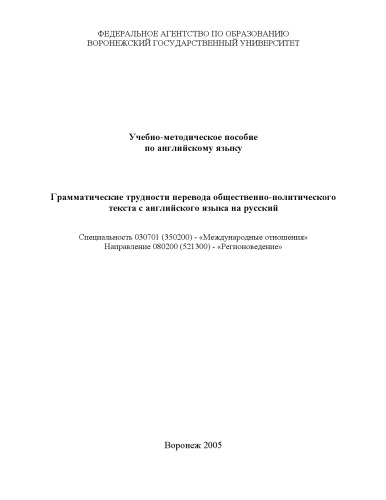 ФЕДЕРАЛЬНОЕ АГЕНТСТВО ПО ОБРАЗОВАНИЮ
ВОРОНЕЖСКИЙ ГОСУДАРСТВЕННЫЙ УНИВЕРСИТЕТ
Учебно-методическое пособие
по английскому языку
Грамматические трудности перевода общественно-политического
текста с английского языка на русский
Специальность 030701 (350200) - «Международные отношения»
Направление 080200 (521300) - «Регионоведение»
Воронеж 2005